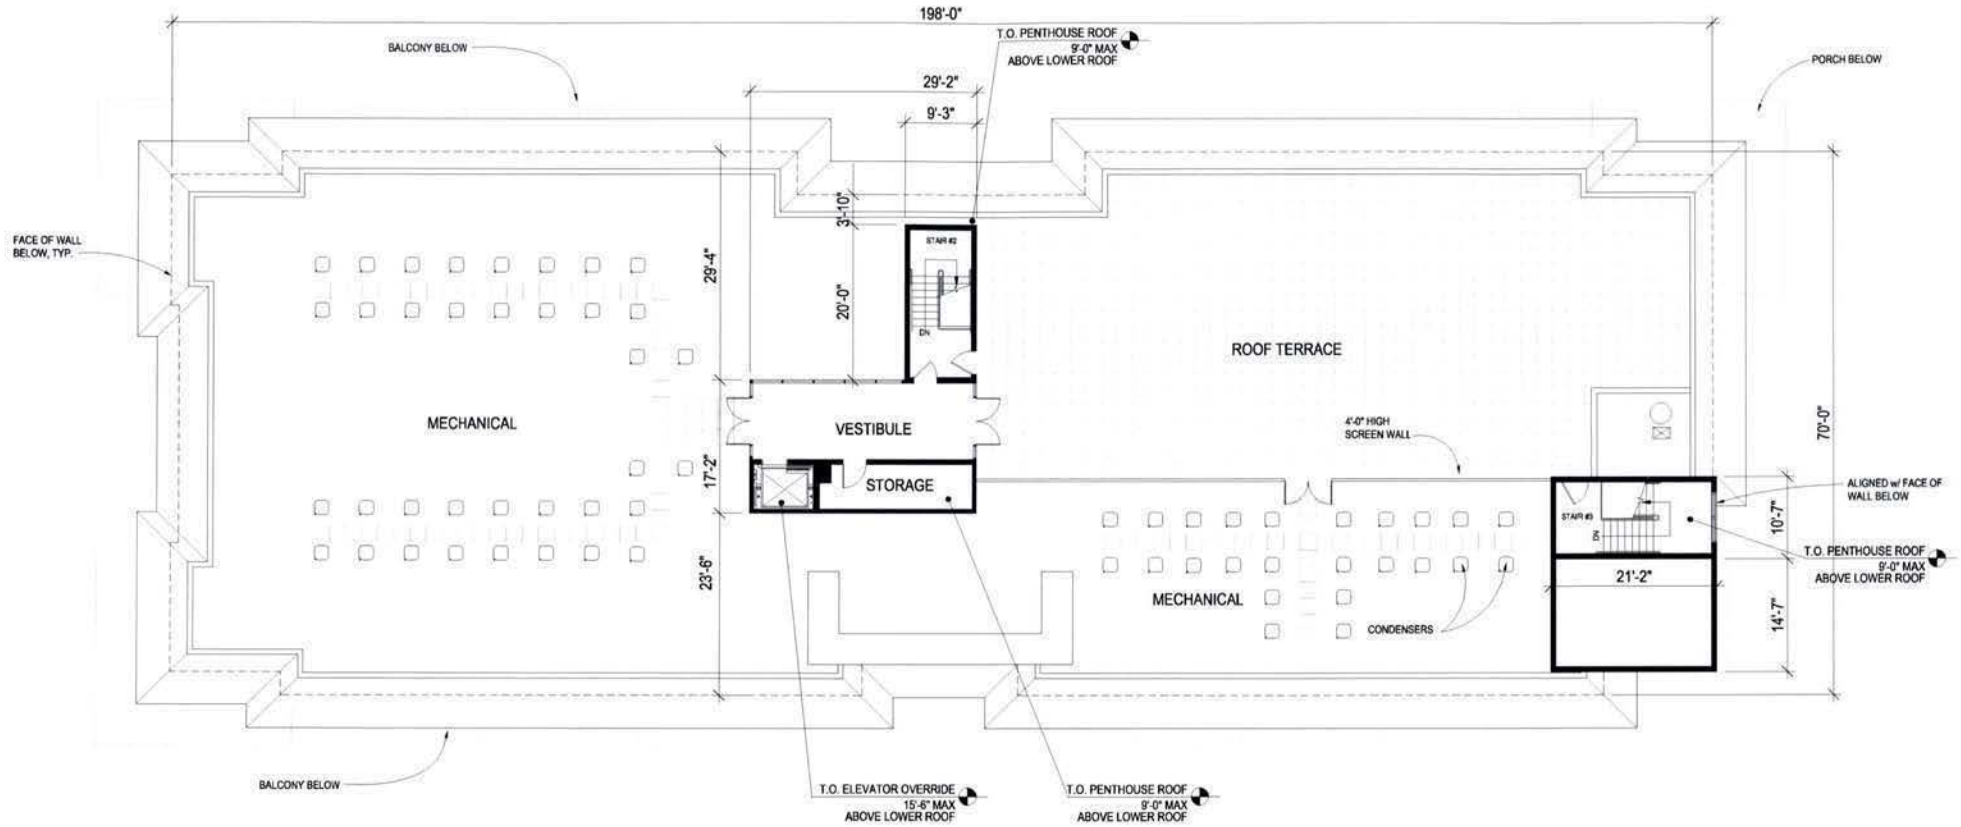 198'-0"
T.O. PENTHOUSE ROOF
9'-0" MAX
ABOVE LOWER ROOF
BALCONY BELOW
PORCH BELOW
29'-2"
9'-3"
3'-10"
29'-4"
20'-0"
FACE OF WALL
BELOW, TYP.
STAIR #2
DN
ROOF TERRACE
MECHANICAL
VESTIBULE
4'-0" HIGH
SCREEN WALL
70'-0"
17'-2"
STORAGE
ALIGNED w/ FACE OF
WALL BELOW
STAIR #3
DN
10'-7"
T.O. PENTHOUSE ROOF
9'-0" MAX
ABOVE LOWER ROOF
23'-6"
21'-2"
MECHANICAL
CONDENSERS
14'-7"
BALCONY BELOW
T.O. ELEVATOR OVERRIDE
15'-6" MAX
ABOVE LOWER ROOF
T.O. PENTHOUSE ROOF
9'-0" MAX
ABOVE LOWER ROOF